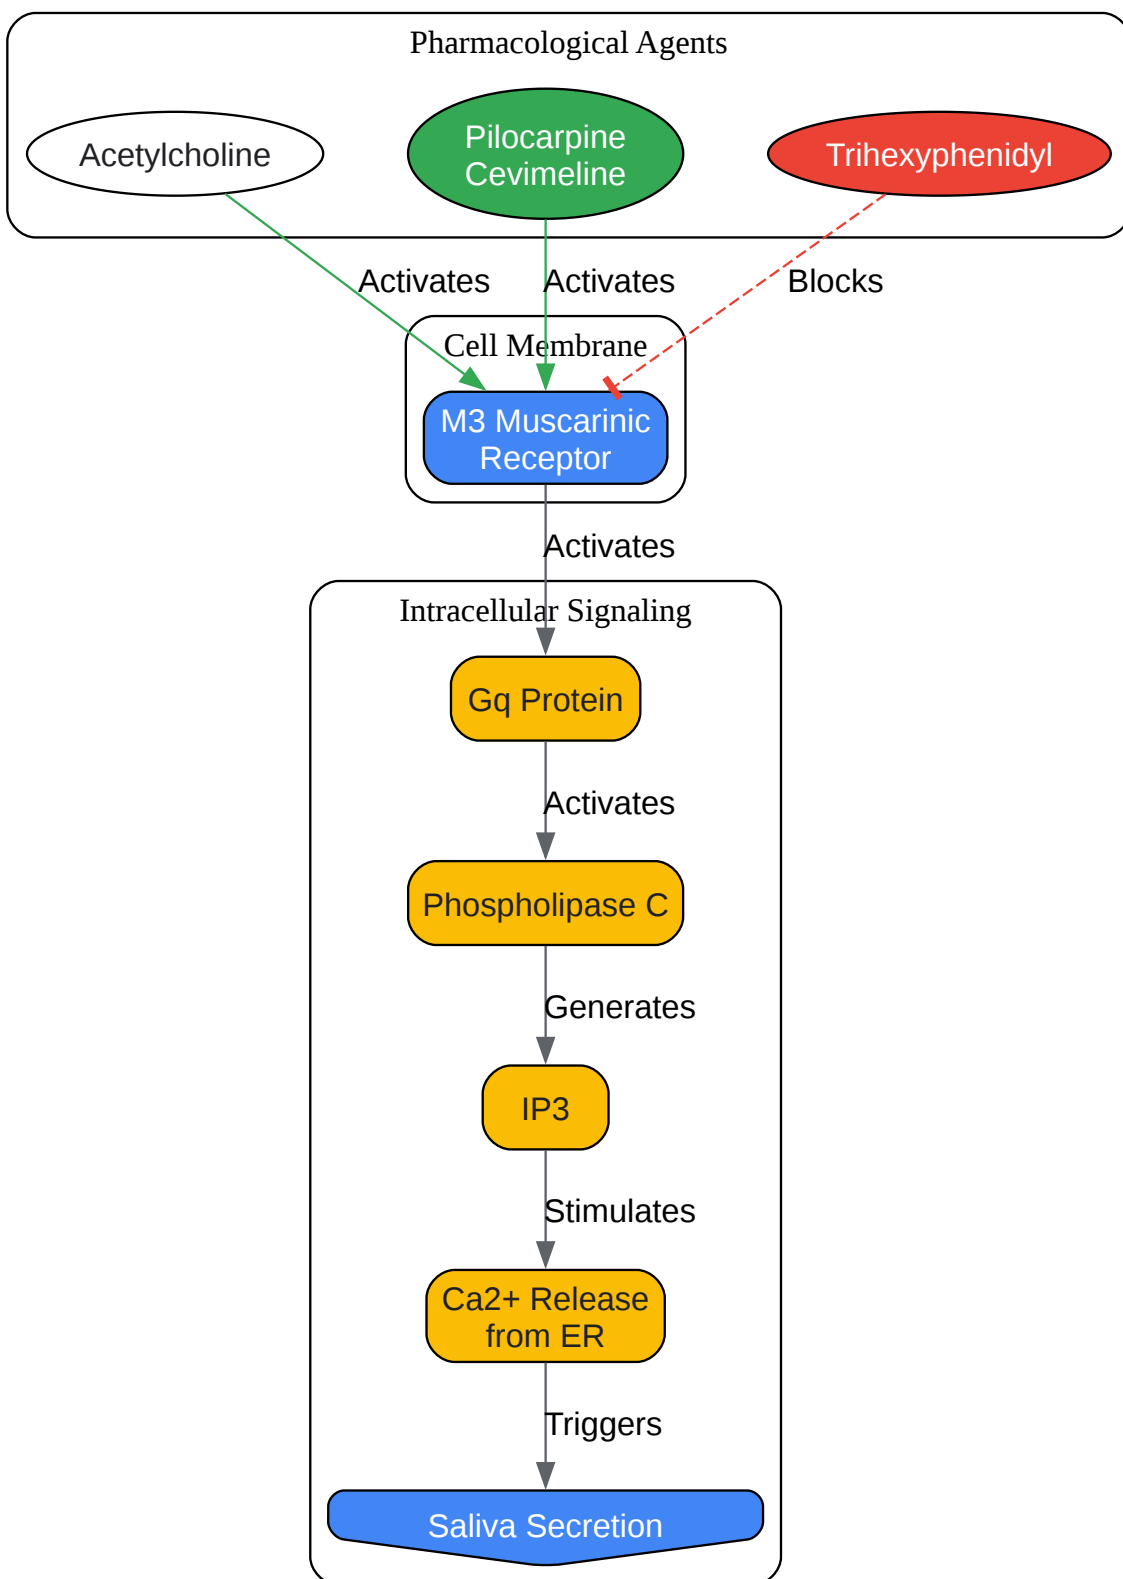 Pharmacological Agents
Acetylcholine
Pilocarpine
Cevimeline
Trihexyphenidyl
Activates
Activates
Blocks
Cell Membrane
M3 Muscarinic
Receptor
Activates
Intracellular Signaling
Gq Protein
Activates
Phospholipase C
Generates
IP3
Stimulates
Ca2+ Release
from ER
Triggers
Saliva Secretion